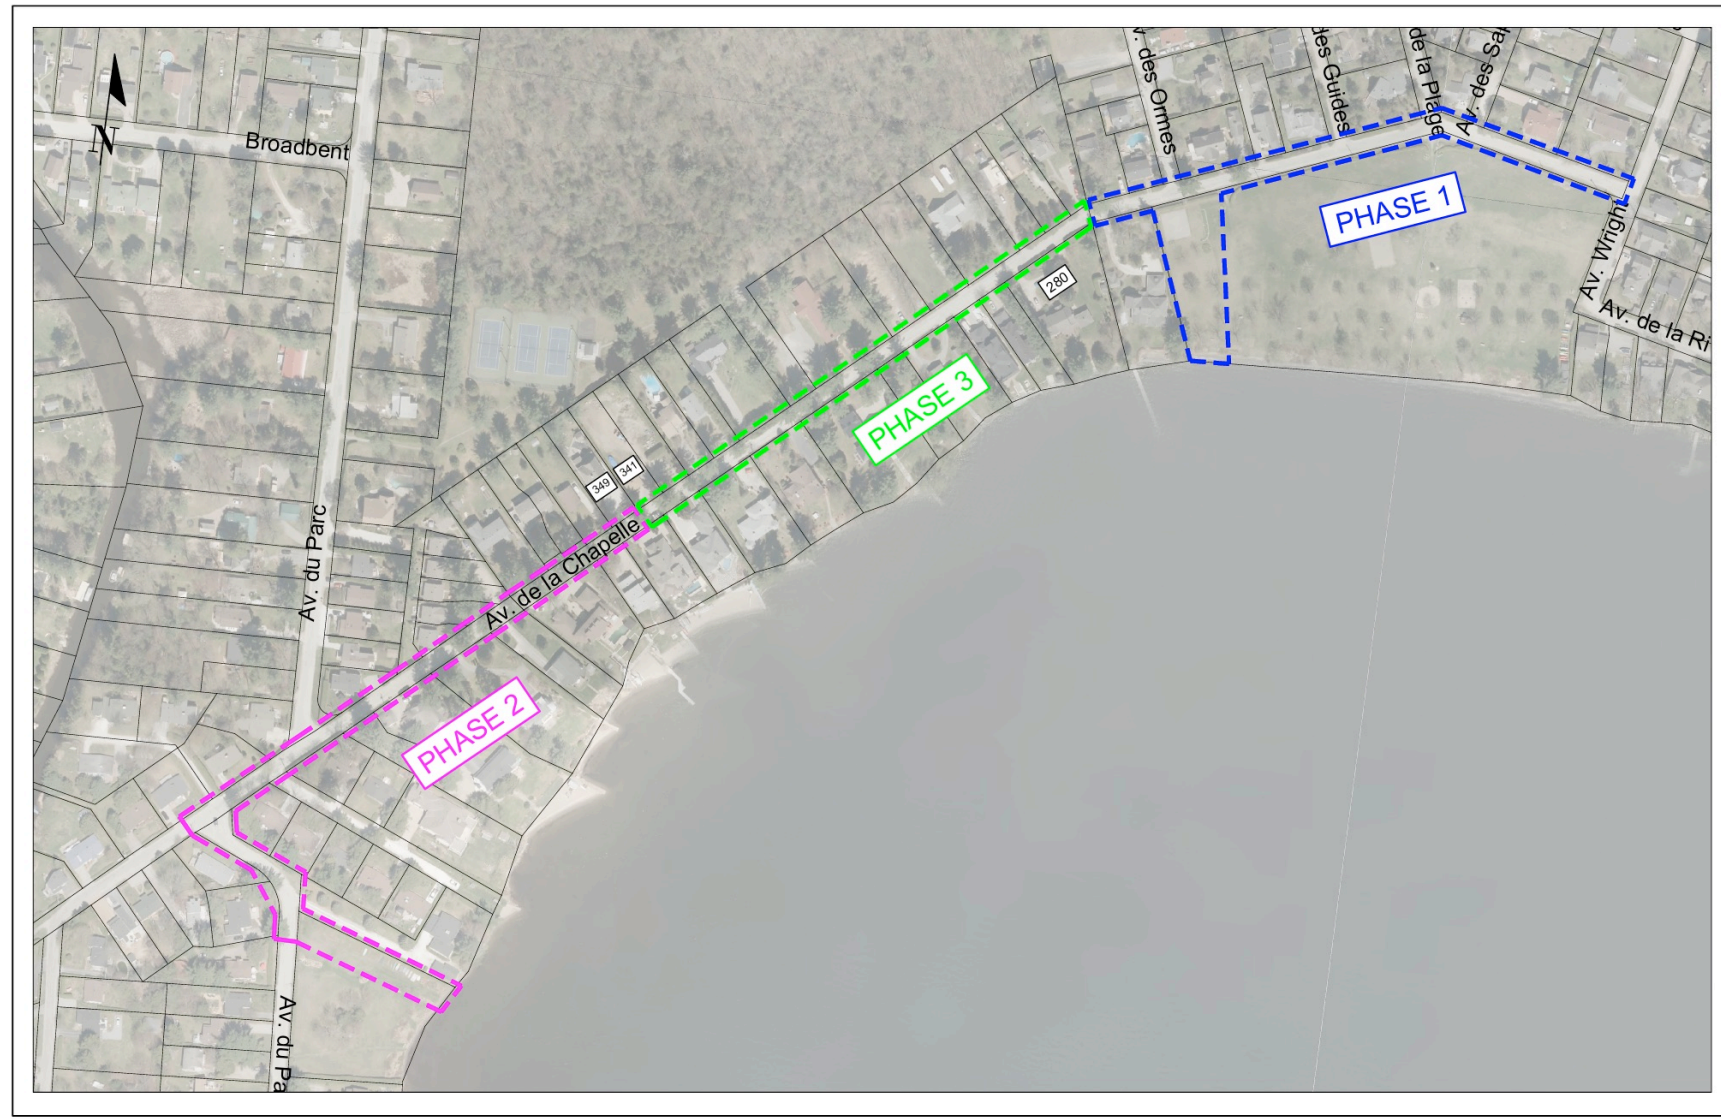 N
Broadbent
Av. du Parc
v. des Ormes
des Guides
de la Plage
Av. des Sap
PHASE 1
Av. Wright
Av. de la Ri
280
PHASE 3
341
349
Av. de la Chapelle
PHASE 2
Av. du Pa